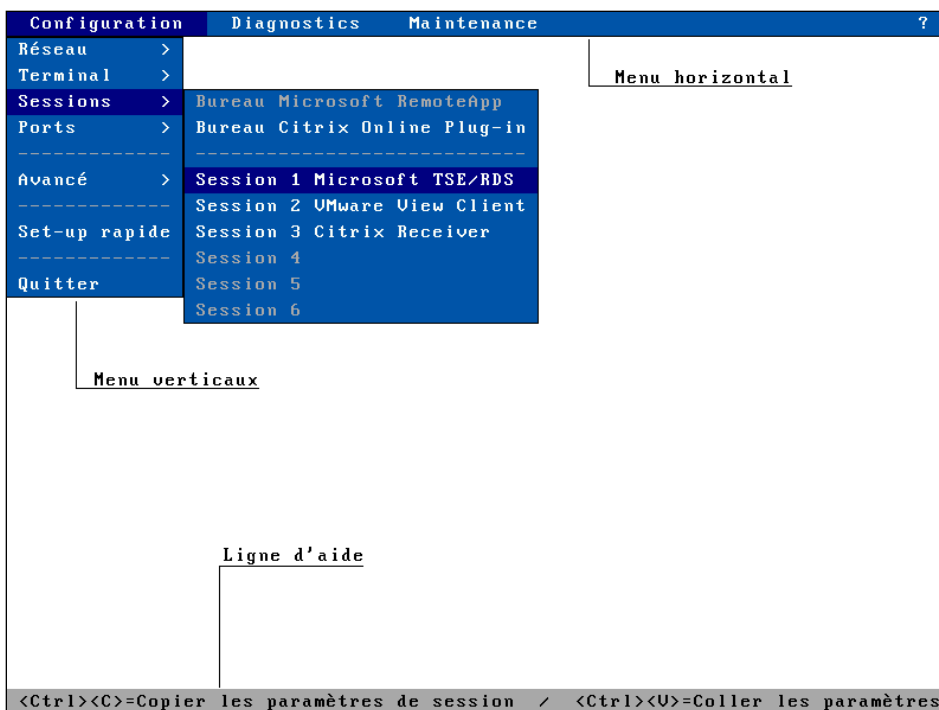 Configuration Diagnostics Maintenance ?
Réseau >
Terminal >
Menu horizontal
Sessions > Bureau Microsoft RemoteApp
Ports > Bureau Citrix Online Plug-in
Avancé > Session 1 Microsoft TSE/RDS
Session 2 VMware View Client
Set-up rapide Session 3 Citrix Receiver
Session 4
Quitter Session 5
Session 6
Menu verticaux
Ligne d'aide
<Ctrl><C>=Copier les paramètres de session / <Ctrl><V>=Coller les paramètres